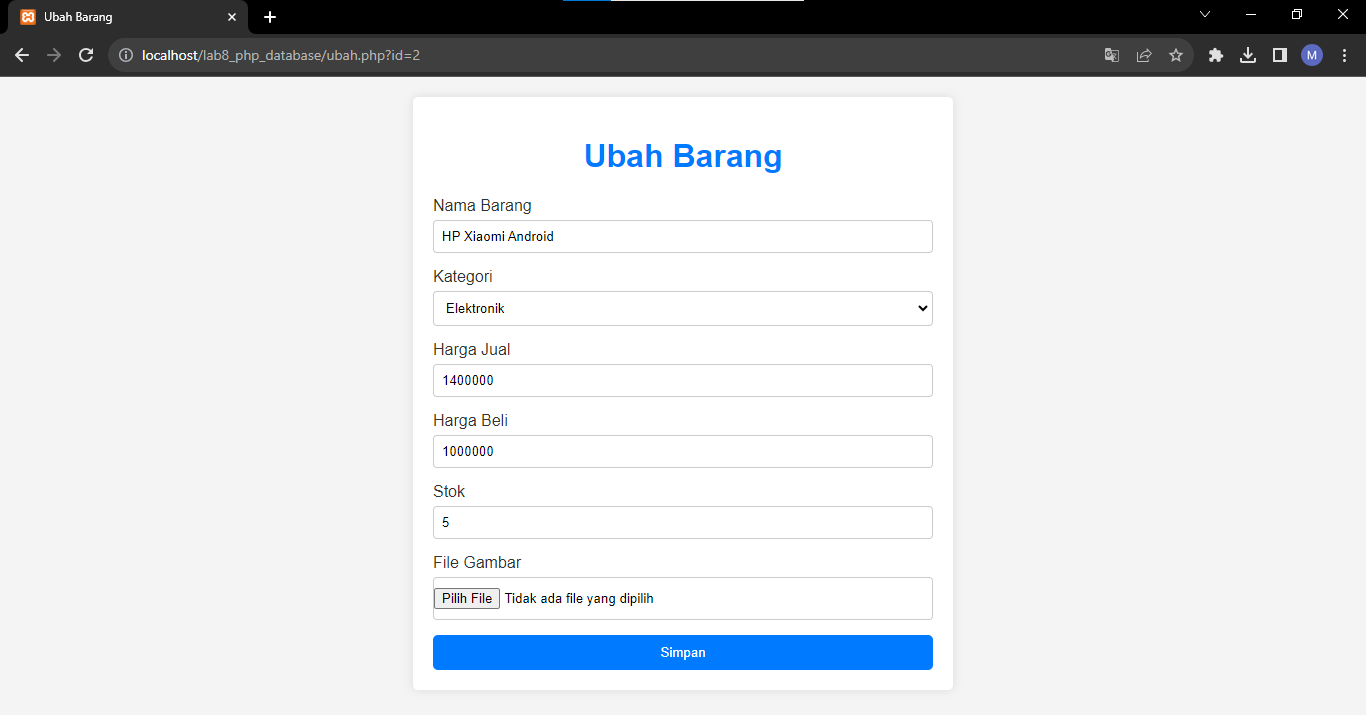 Ubah Barang
localhost/lab8_php_database/ubah.php?id=2
M
Ubah Barang
Nama Barang
HP Xiaomi Android
Kategori
Elektronik
Harga Jual
1400000
Harga Beli
1000000
Stok
5
File Gambar
Pilih File Tidak ada file yang dipilih
Simpan